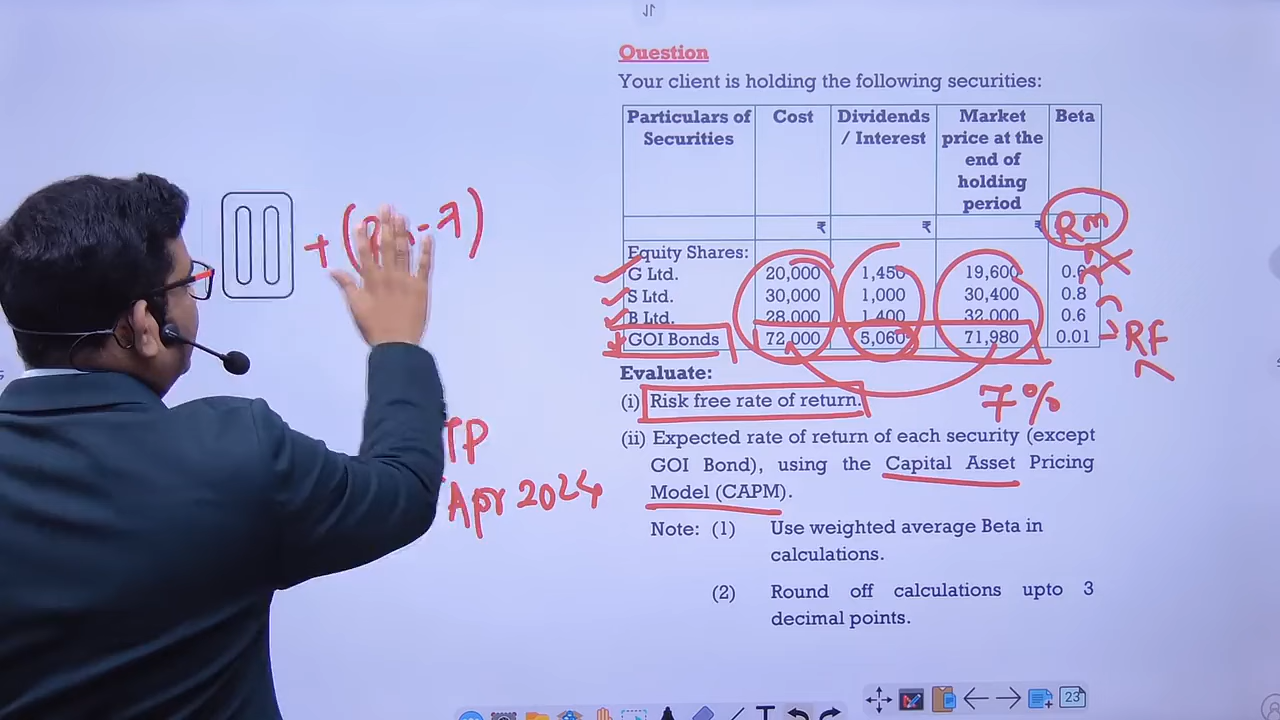 Question
Your client is holding the following securities:
Particulars of Securities Cost Dividends / Interest Market price at the end of holding period Beta
₹ ₹ ₹ Rm
Equity Shares:
G Ltd. 20,000 1,450 19,600
S Ltd. 30,000 1,000 30,400 0.8
B Ltd. 28,000 1,400 32,000 0.6
GOI Bonds 72,000 5,060 71,980 0.01 RF
Evaluate:
(i) Risk free rate of return. 7%
(ii) Expected rate of return of each security (except
GOI Bond), using the Capital Asset Pricing
Model (CAPM).
Note: (1) Use weighted average Beta in
calculations.
(2) Round off calculations upto 3
decimal points.
Apr 2024
23